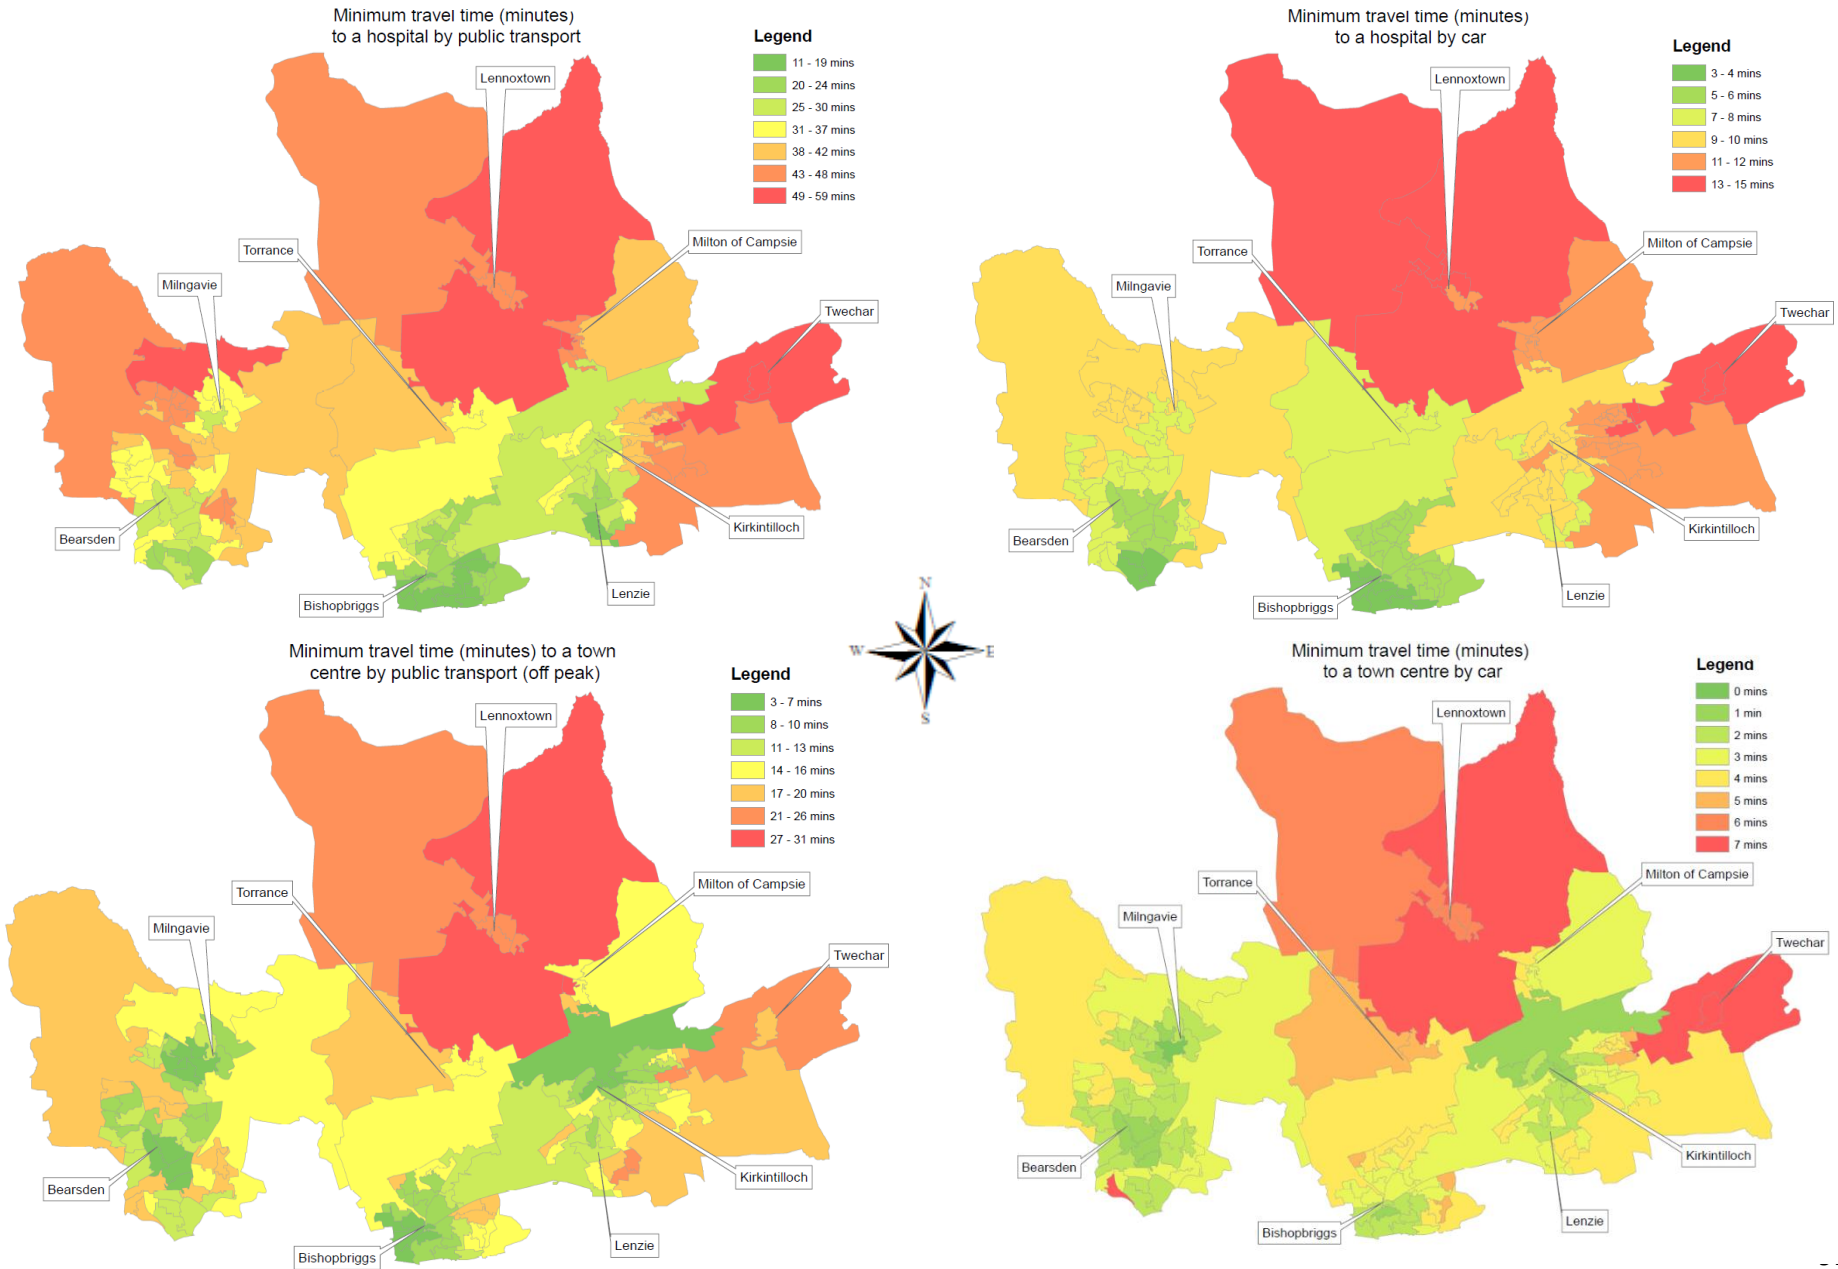 Minimum travel time (minutes)
to a hospital by public transport
Legend
11 - 19 mins
20 - 24 mins
25 - 30 mins
31 - 37 mins
38 - 42 mins
43 - 48 mins
49 - 59 mins
Lennoxtown
Torrance
Milton of Campsie
Milngavie
Twechar
Bearsden
Kirkintilloch
Lenzie
Bishopbriggs
Minimum travel time (minutes)
to a hospital by car
Legend
3 - 4 mins
5 - 6 mins
7 - 8 mins
9 - 10 mins
11 - 12 mins
13 - 15 mins
Lennoxtown
Torrance
Milton of Campsie
Milngavie
Twechar
Bearsden
Kirkintilloch
Lenzie
Bishopbriggs
N
W
E
S
Minimum travel time (minutes) to a town
centre by public transport (off peak)
Legend
3 - 7 mins
8 - 10 mins
11 - 13 mins
14 - 16 mins
17 - 20 mins
21 - 26 mins
27 - 31 mins
Lennoxtown
Torrance
Milton of Campsie
Milngavie
Twechar
Bearsden
Kirkintilloch
Lenzie
Bishopbriggs
Minimum travel time (minutes)
to a town centre by car
Legend
0 mins
1 min
2 mins
3 mins
4 mins
5 mins
6 mins
7 mins
Lennoxtown
Torrance
Milton of Campsie
Milngavie
Twechar
Bearsden
Kirkintilloch
Lenzie
Bishopbriggs